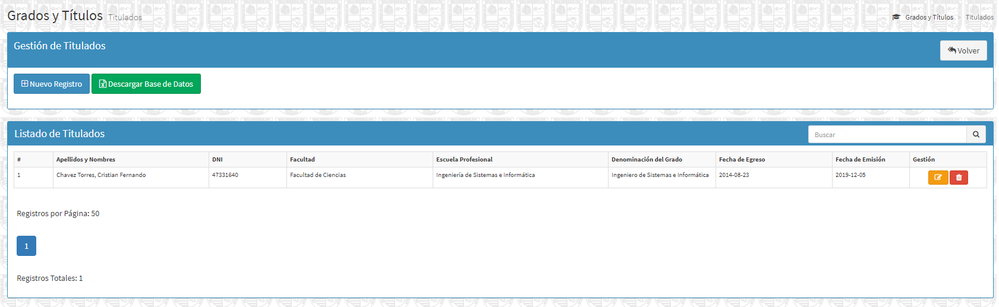 Grados y Títulos Titulados
Grados y Títulos > Titulados
Gestión de Titulados
Volver
Nuevo Registro Descargar Base de Datos
Listado de Titulados
Buscar
# Apellidos y Nombres DNI Facultad Escuela Profesional Denominación del Grado Fecha de Egreso Fecha de Emisión Gestión
1 Chavez Torres, Cristian Fernando 47331640 Facultad de Ciencias Ingeniería de Sistemas e Informática Ingeniero de Sistemas e Informática 2014-08-23 2019-12-05
Registros por Página: 50
1
Registros Totales: 1